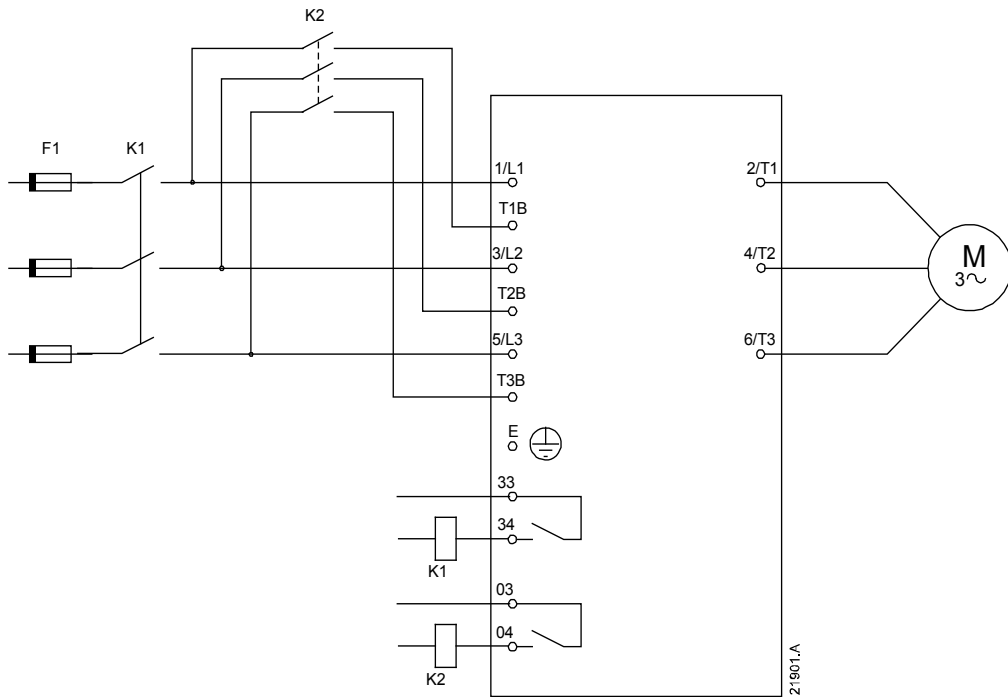 K2
F1
K1
1/L1
2/T1
T1B
3/L2
4/T2
M
3~
T2B
5/L3
6/T3
T3B
E
33
34
K1
03
04
K2
21901.A